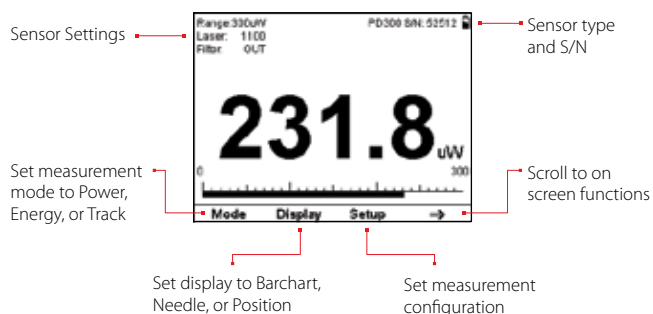 Range:300uW
PD300 S/N: 52512
Laser: 1100
Filter: OUT
Sensor Settings
Sensor type
and S/N
231.8 uW
0
300
Set measurement
mode to Power,
Energy, or Track
Scroll to on
screen functions
Mode Display Setup
Set display to Barchart,
Needle, or Position
Set measurement
configuration